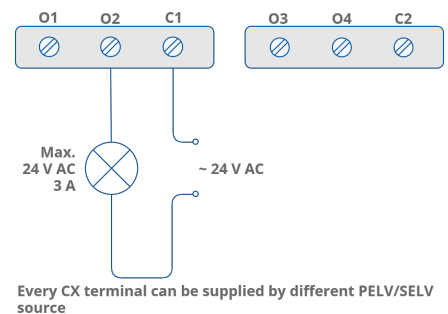 O1 O2 C1 O3 O4 C2
Max.
24 V AC
3 A
~ 24 V AC
Every CX terminal can be supplied by different PELV/SELV
source